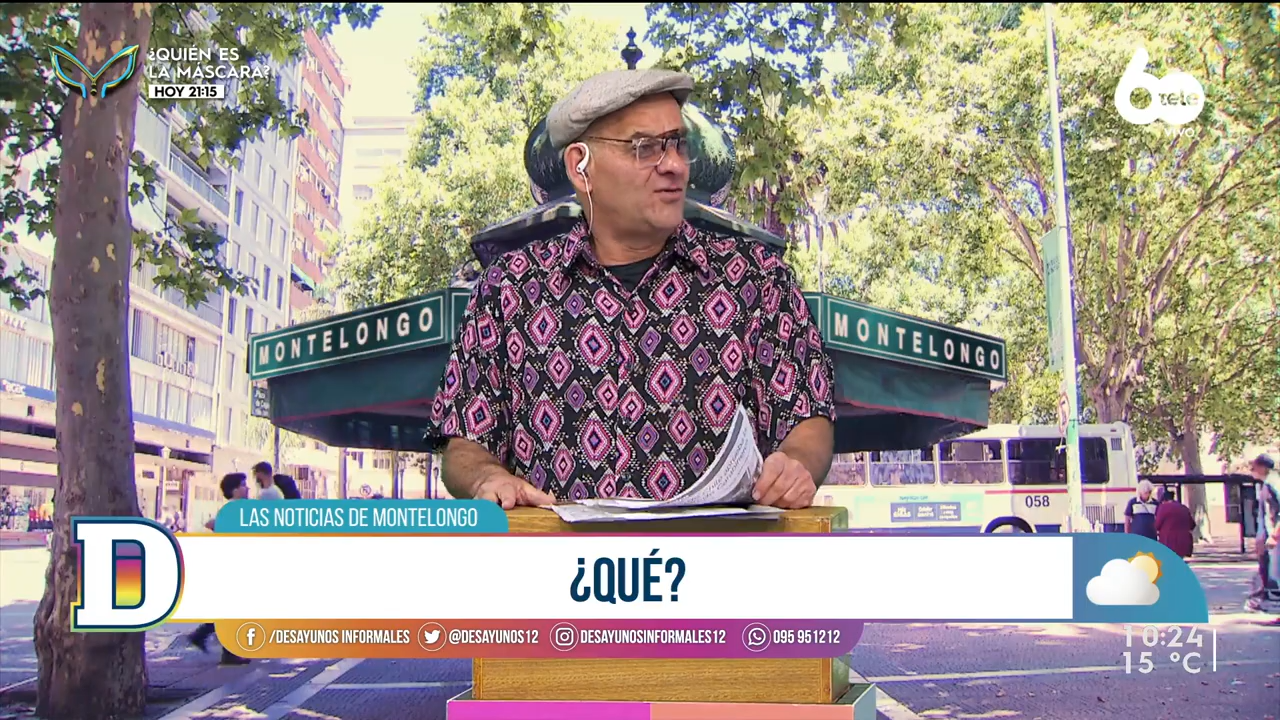 ¿QUIÉN ES
LA MÁSCARA?
HOY 21:15
tele
VIVO
MONTELONGO
MONTELONGO
058
LAS NOTICIAS DE MONTELONGO
D
¿QUÉ?
/DESAYUNOS INFORMALES
@DESAYUNOS12
DESAYUNOSINFORMALES12
095 951212
10:24
15 °C